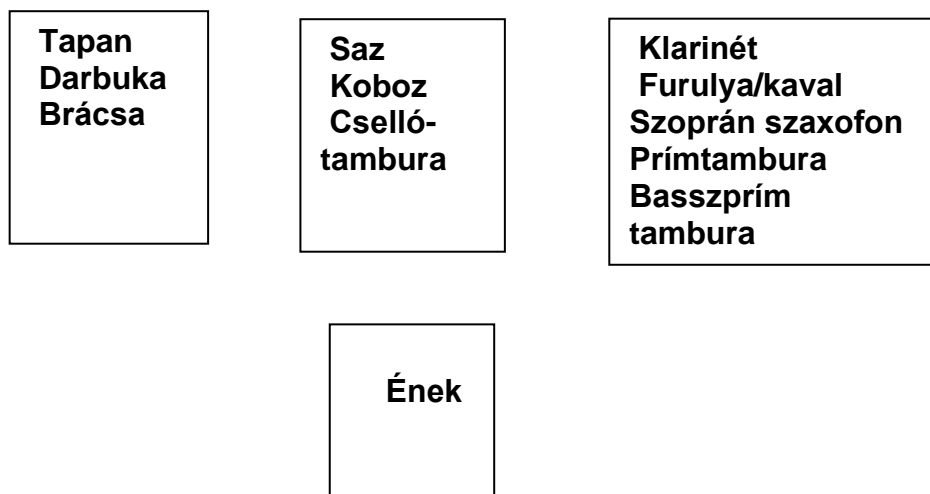 Tapan
Darbuka
Brácsa
Saz
Koboz
Cselló-
tambura
Klarinét
Furulya/kaval
Szoprán szaxofon
Prímtambura
Basszprím
tambura
Ének